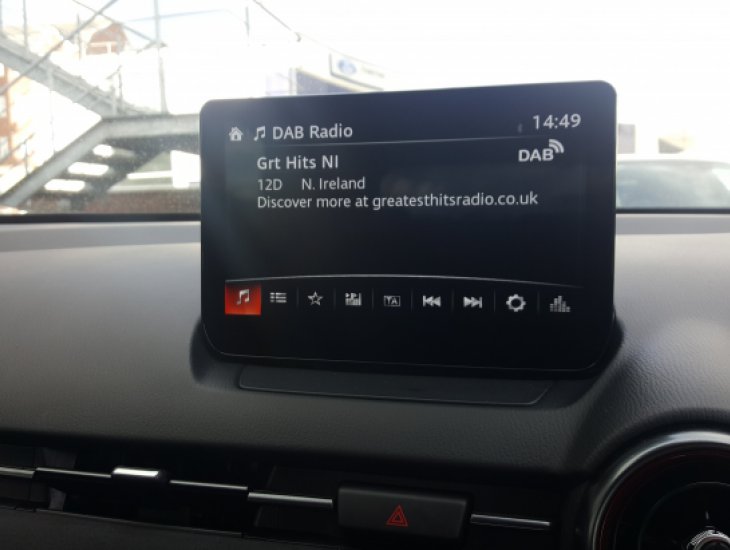 DAB Radio
14:49
Grt Hits NI
DAB
12D N. Ireland
Discover more at greatesthitsradio.co.uk